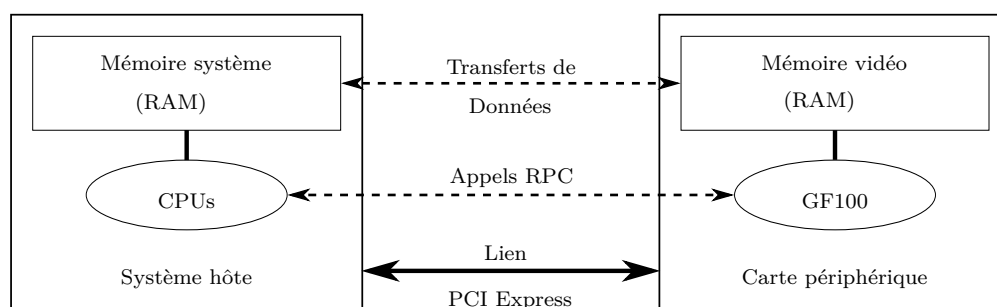 Mémoire système
(RAM)
CPUs
Système hôte
Transferts de
Données
Appels RPC
Lien
PCI Express
Mémoire vidéo
(RAM)
GF100
Carte périphérique